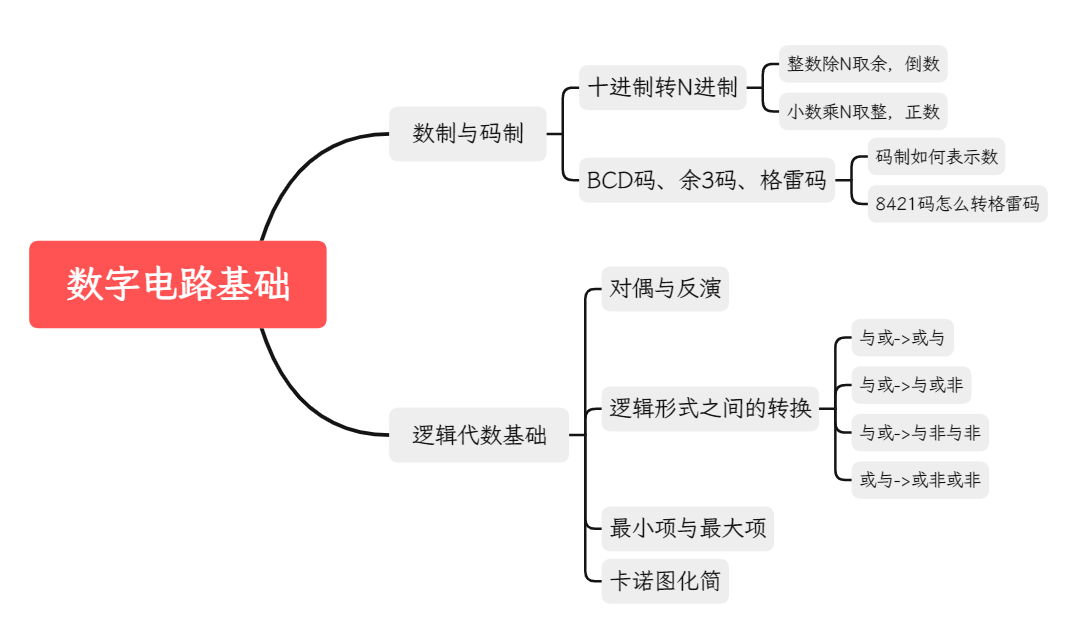 数字电路基础
数制与码制
十进制转N进制
整数除N取余，倒数
小数乘N取整，正数
BCD码、余3码、格雷码
码制如何表示数
8421码怎么转格雷码
逻辑代数基础
对偶与反演
逻辑形式之间的转换
与或->或与
与或->与或非
与或->与非与非
或与->或非或非
最小项与最大项
卡诺图化简